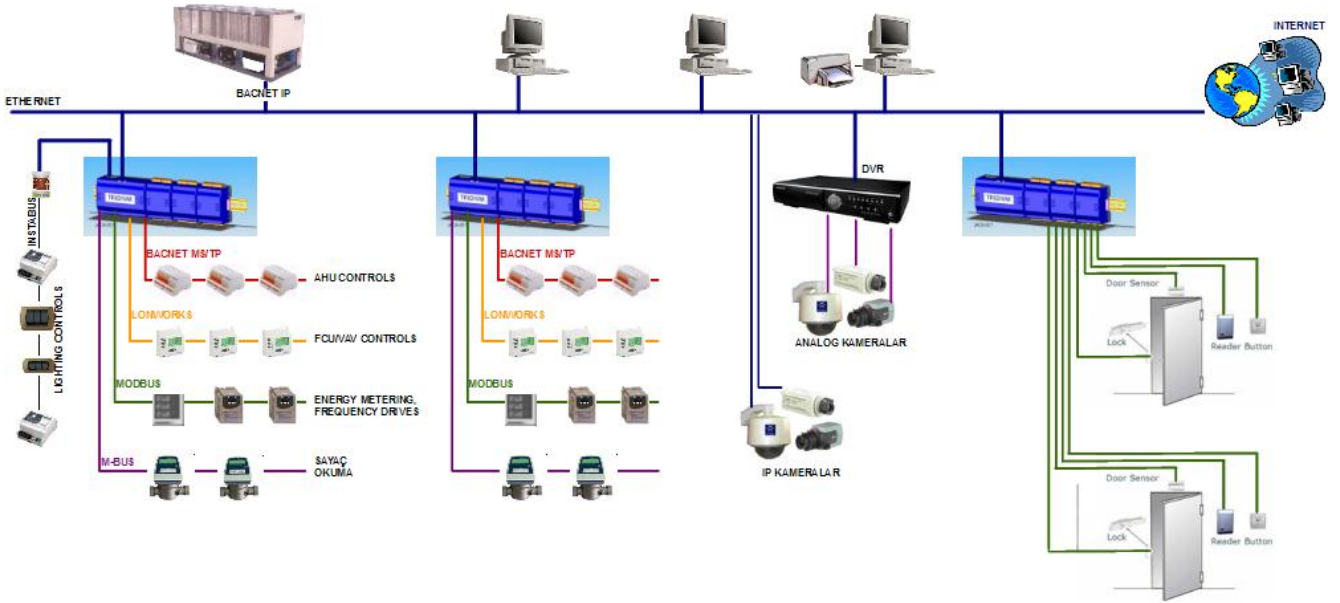 INTERNET
BACNET IP
ETHERNET
DVR
TRIDIUM
TRIDIUM
TRIDIUM
INSTABUS
LIGHTING CONTROLS
BACNET MS/TP
AHU CONTROLS
LONWORKS
FCU/VAV CONTROLS
MODBUS
ENERGY METERING,
FREQUENCY DRIVES
M-BUS
SAYAÇ
OKUMA
BACNET MS/TP
LONWORKS
MODBUS
M-BUS
ANALOG KAMERALAR
IP KAMERALAR
Door Sensor
Lock
Reader Button
Door Sensor
Lock
Reader Button